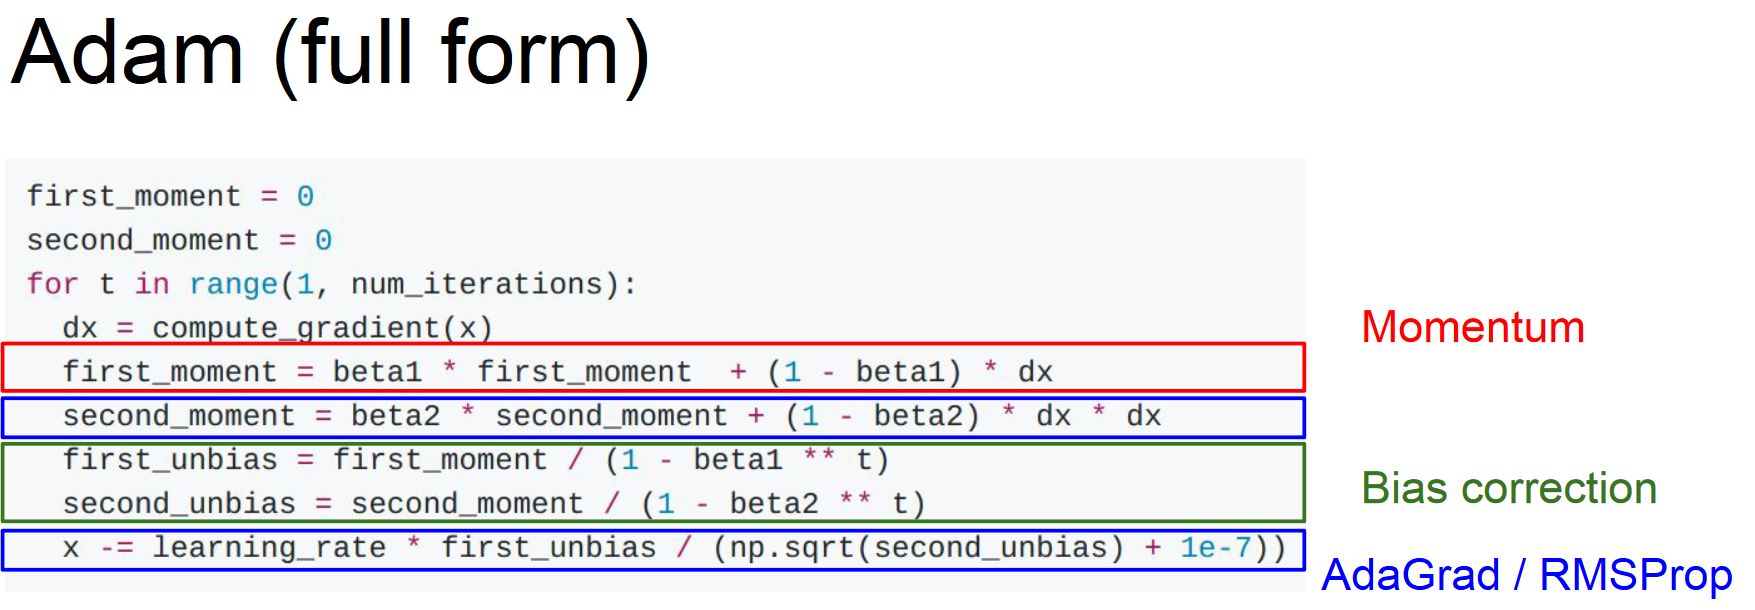 Adam (full form)
first_moment = 0
second_moment = 0
for t in range(1, num_iterations):
dx = compute_gradient(x)
Momentum
first_moment = beta1 * first_moment + (1 - beta1) * dx
second_moment = beta2 * second_moment + (1 - beta2) * dx * dx
first_unbias = first_moment / (1 - beta1 ** t)
Bias correction
second_unbias = second_moment / (1 - beta2 ** t)
x -= learning_rate * first_unbias / (np.sqrt(second_unbias) + 1e-7))
AdaGrad / RMSProp